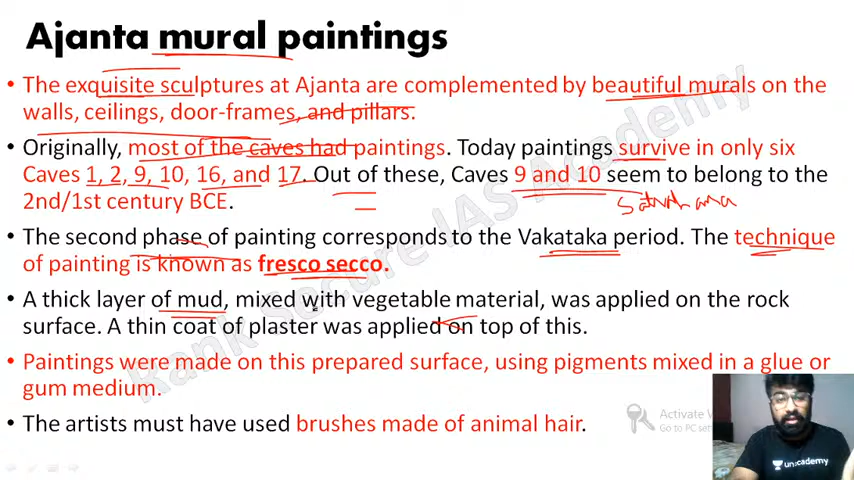 Ajanta mural paintings
• The exquisite sculptures at Ajanta are complemented by beautiful murals on the
walls, ceilings, door-frames, and pillars.
• Originally, most of the caves had paintings. Today paintings survive in only six
Caves 1, 2, 9, 10, 16, and 17. Out of these, Caves 9 and 10 seem to belong to the
2nd/1st century BCE.
Satvahana
• The second phase of painting corresponds to the Vakataka period. The technique
of painting is known as fresco secco.
• A thick layer of mud, mixed with vegetable material, was applied on the rock
surface. A thin coat of plaster was applied on top of this.
• Paintings were made on this prepared surface, using pigments mixed in a glue or
gum medium.
• The artists must have used brushes made of animal hair.
Rank Secure IAS Academy
Activate
Go to PC
unacademy